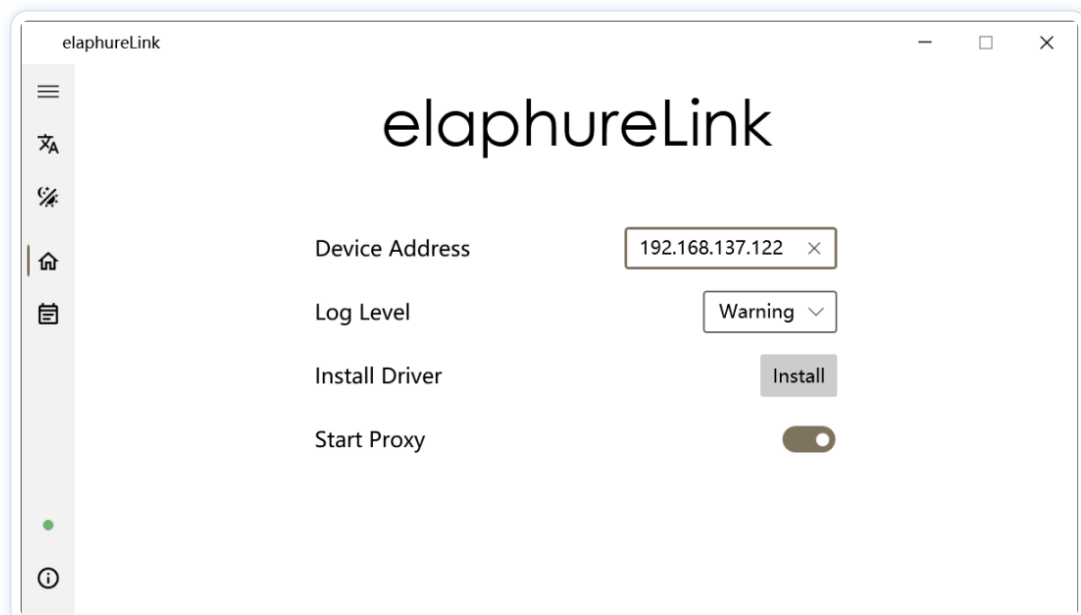 elaphureLink
elaphureLink
Device Address 192.168.137.122
Log Level Warning
Install Driver Install
Start Proxy